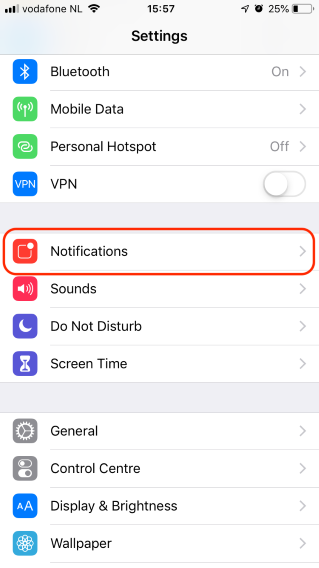 vodafone NL 15:57 25%
Settings
Bluetooth On
Mobile Data
Personal Hotspot Off
VPN VPN
Notifications
Sounds
Do Not Disturb
Screen Time
General
Control Centre
AA Display & Brightness
Wallpaper